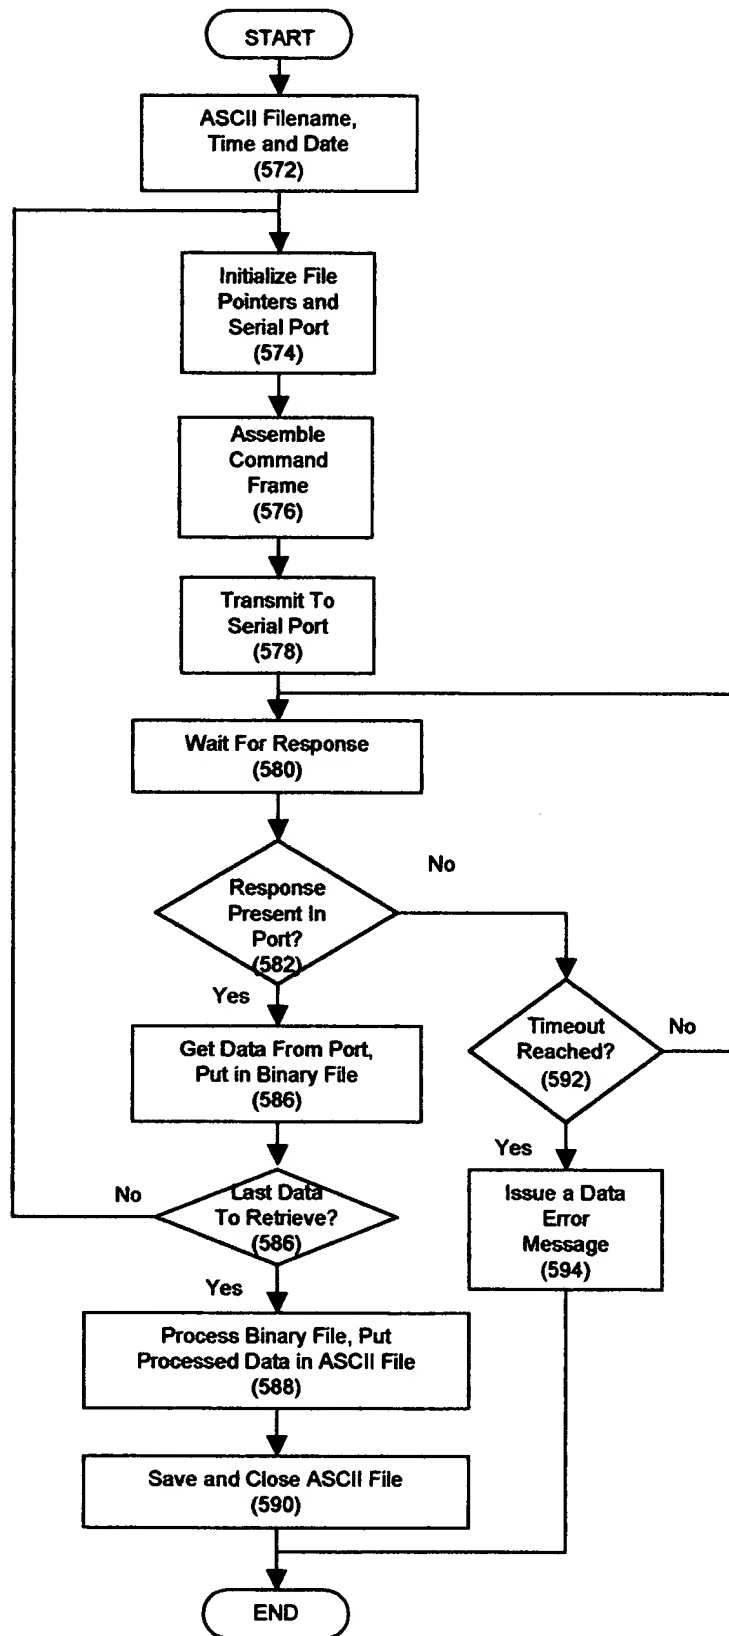 START
ASCII Filename,
Time and Date
(572)
Initialize File
Pointers and
Serial Port
(574)
Assemble
Command
Frame
(576)
Transmit To
Serial Port
(578)
Wait For Response
(580)
No
Response
Present In
Port?
(582)
Yes
Timeout
Reached?
(592)
No
Get Data From Port,
Put in Binary File
(586)
Yes
No
Last Data
To Retrieve?
(586)
Issue a Data
Error
Message
(594)
Yes
Process Binary File, Put
Processed Data in ASCII File
(588)
Save and Close ASCII File
(590)
END